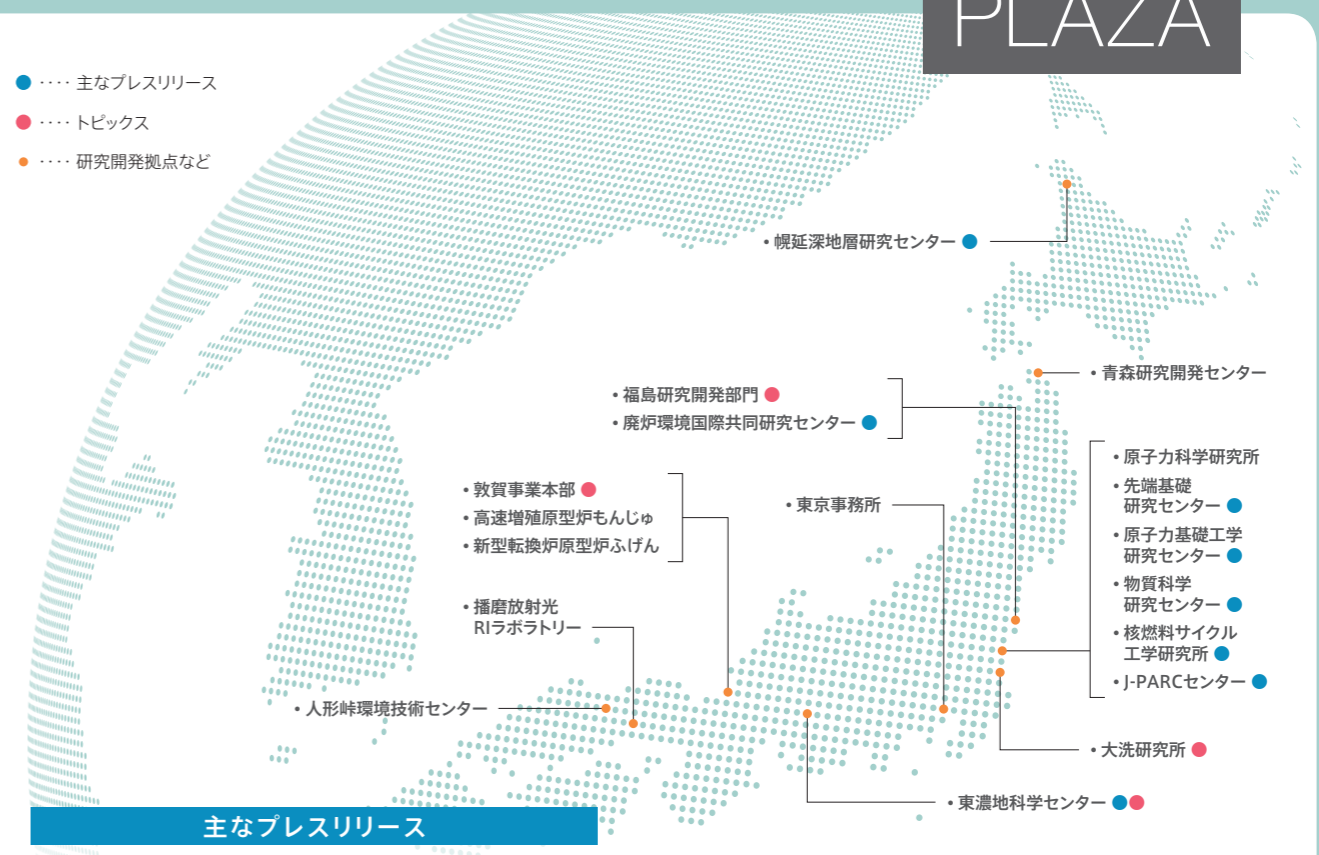 PLAZA
● ···· 主なプレスリリース
● ···· トピックス
● ···· 研究開発拠点など
• 幌延深地層研究センター ●
• 青森研究開発センター
• 福島研究開発部門 ●
• 廃炉環境国際共同研究センター ●
• 敦賀事業本部 ●
• 高速増殖原型炉もんじゅ
• 新型転換炉原型炉ふげん
• 東京事務所
• 原子力科学研究所
• 先端基礎
研究センター ●
• 原子力基礎工学
研究センター ●
• 物質科学
研究センター ●
• 核燃料サイクル
工学研究所 ●
• J-PARCセンター ●
• 播磨放射光
RIラボラトリー
• 人形峠環境技術センター
• 大洗研究所 ●
• 東濃地科学センター ●●
主なプレスリリース